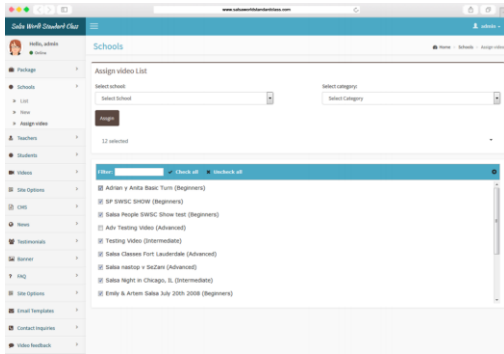 www.salsaworldstandardclass.com
Salsa World Standard Class
admin
Hello, admin
Online
Schools
Home - Schools - Assign video
Package
Schools
List
New
Assign video
Teachers
Students
Videos
Site Options
CMS
News
Testimonials
Banner
FAQ
Site Options
Email Templates
Contact Inquiries
Video feedback
Assign video List
Select school:
Select category:
Select School
Select Category
Assign
12 selected
Filter:
Check all
Uncheck all
Adrian y Anita Basic Turn (Beginners)
SP SWSC SHOW (Beginners)
Salsa People SWSC Show test (Beginners)
Adv Testing Video (Advanced)
Testing Video (Intermediate)
Salsa Classes Fort Lauderdale (Advanced)
Salsa nastop v SeZam (Advanced)
Salsa Night in Chicago, IL (Intermediate)
Emily & Artem Salsa July 20th 2008 (Beginners)